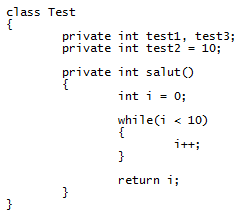 class Test
{
private int test1, test3;
private int test2 = 10;
private int salut()
{
int i = 0;
while(i < 10)
{
i++;
}
return i;
}
}